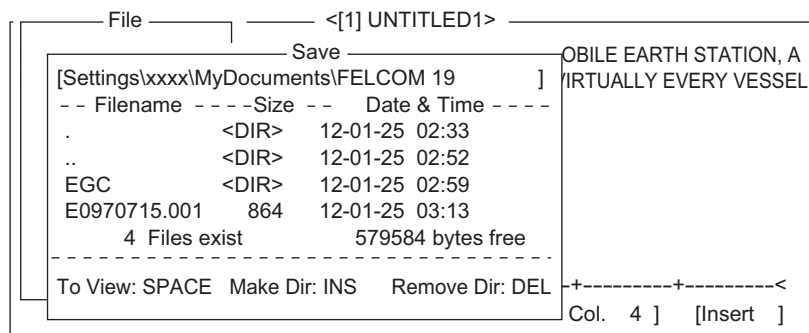 File <[1] UNTITLED1>
Save
OBILE EARTH STATION, A
[Settings\xxxx\MyDocuments\FELCOM 19 ]
VIRTUALLY EVERY VESSEL
– – Filename – – – –Size – – Date & Time – – – –
. <DIR> 12-01-25 02:33
.. <DIR> 12-01-25 02:52
EGC <DIR> 12-01-25 02:59
E0970715.001 864 12-01-25 03:13
4 Files exist 579584 bytes free
To View: SPACE Make Dir: INS Remove Dir: DEL
-+---------+---------<
Col. 4 ] [Insert ]